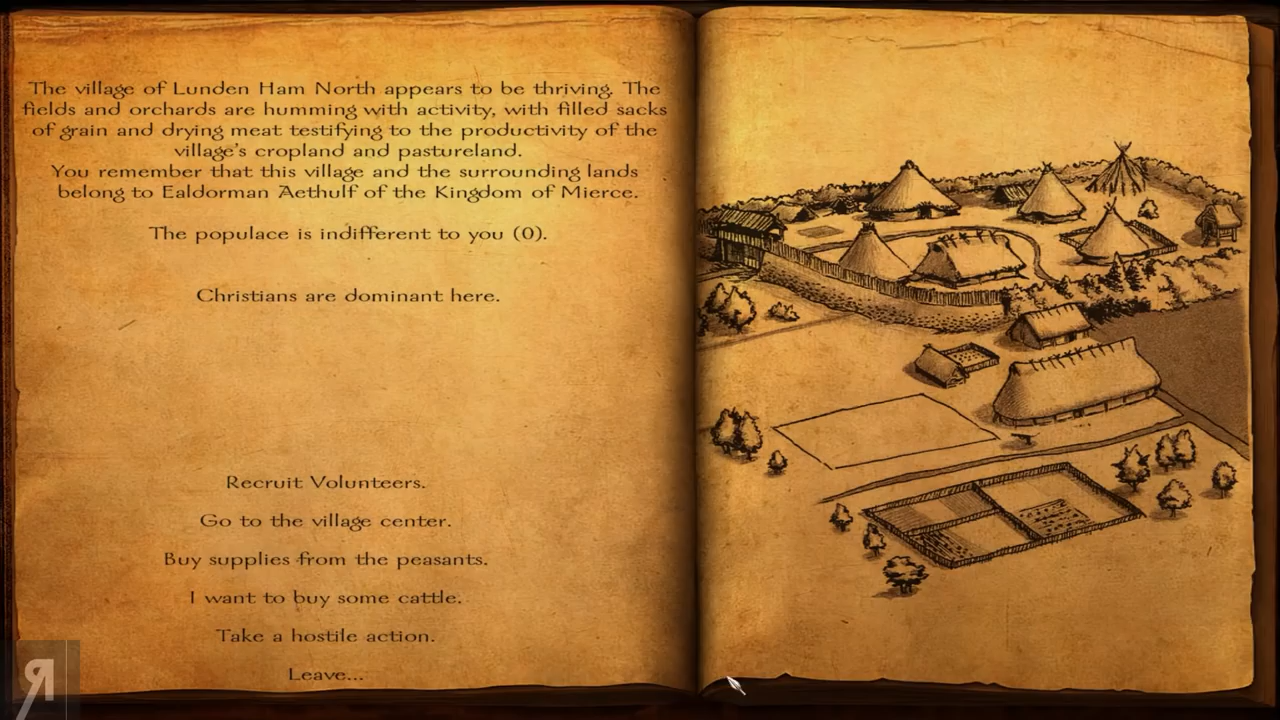 The village of Lunden Ham North appears to be thriving. The
fields and orchards are humming with activity, with filled sacks
of grain and drying meat testifying to the productivity of the
village's cropland and pastureland.
You remember that this village and the surrounding lands
belong to Ealdorman Aethulf of the Kingdom of Mierce.
The populace is indifferent to you (0).
Christians are dominant here.
Recruit Volunteers.
Go to the village center.
Buy supplies from the peasants.
I want to buy some cattle.
Take a hostile action.
Leave...